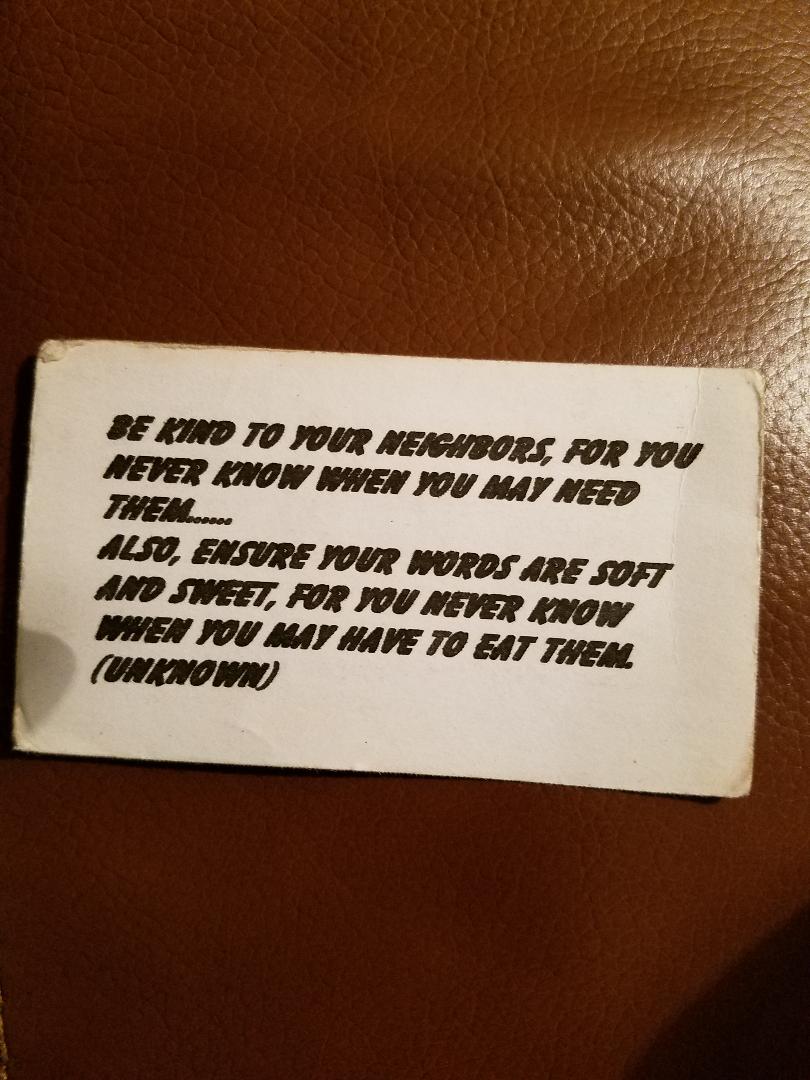 BE KIND TO YOUR NEIGHBORS, FOR YOU
NEVER KNOW WHEN YOU MAY NEED
THEM......
ALSO, ENSURE YOUR WORDS ARE SOFT
AND SWEET, FOR YOU NEVER KNOW
WHEN YOU MAY HAVE TO EAT THEM.
(UNKNOWN)